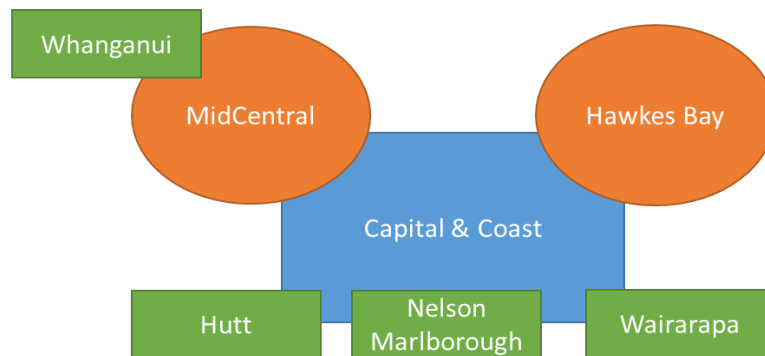 Whanganui
MidCentral
Hawkes Bay
Capital & Coast
Hutt
Nelson
Marlborough
Wairarapa